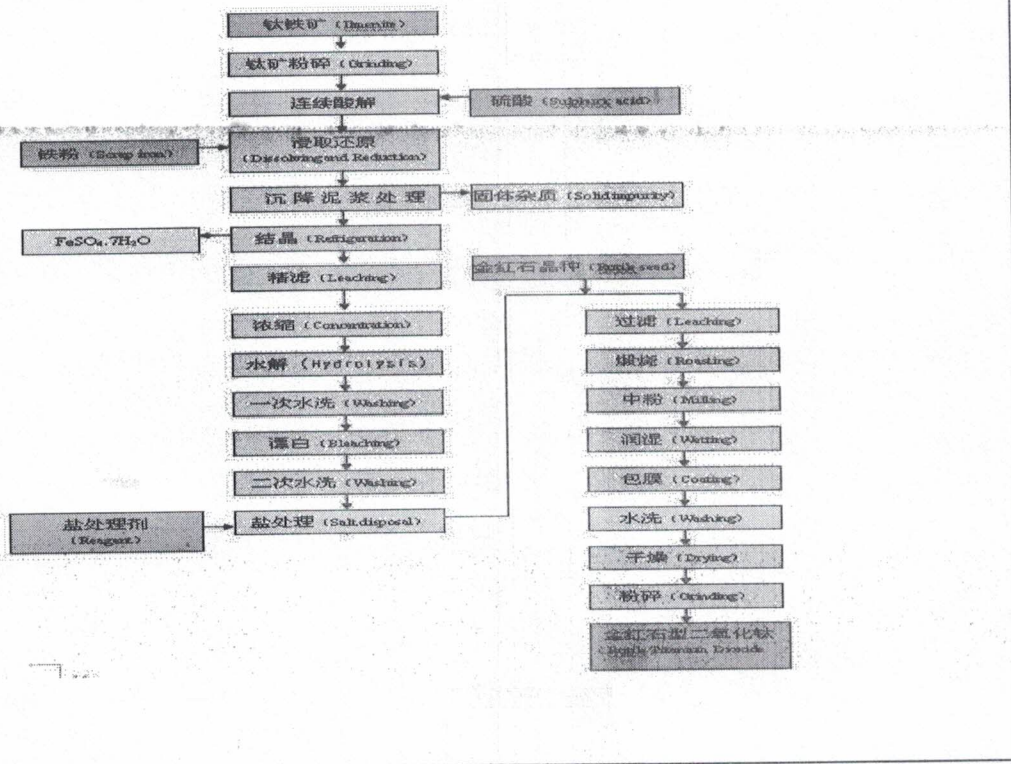 钛铁矿 (Ilmenite)
钛矿粉碎 (Grinding)
连续酸解
硫酸 (Sulphuric acid)
铁粉 (Scrap iron)
浸取还原
(Dissolving and Reduction)
沉降泥浆处理
固体杂质 (Solid impurity)
FeSO₄.7H₂O
结晶 (Refrigeration)
精滤 (Leaching)
浓缩 (Concentration)
水解 (Hydrolysis)
一次水洗 (Washing)
漂白 (Bleaching)
二次水洗 (Washing)
盐处理剂
(Reagent)
盐处理 (Salt disposal)
金红石晶种 (Rutile seed)
过滤 (Leaching)
煅烧 (Roasting)
中粉 (Milling)
润湿 (Wetting)
包膜 (Coating)
水洗 (Washing)
干燥 (Drying)
粉碎 (Grinding)
金红石型二氧化钛
(Rutile Titanium Dioxide